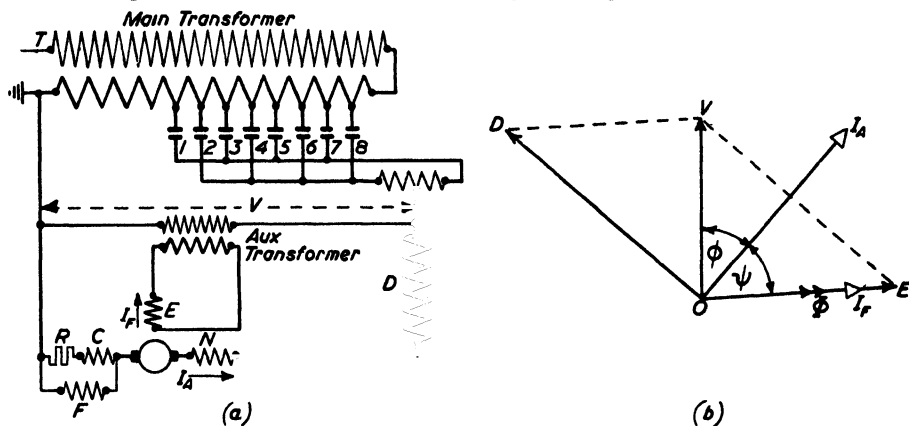 Main Transformer
T
1 2 3 4 5 6 7 8
V
Aux
Transformer
D
E
I_F
R C N
I_A
F
(a)
D V I_A
ϕ
ψ
O Φ I_F E
(b)